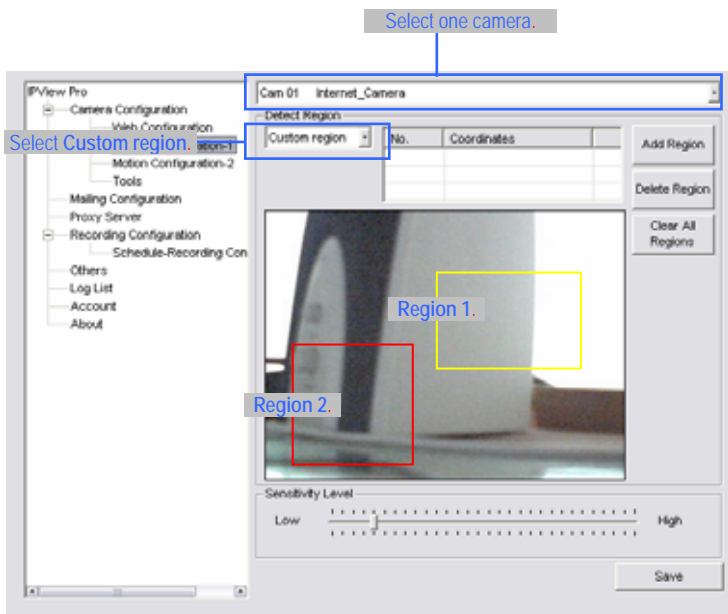 Select one camera.
IPView Pro
Camera Configuration
Web Configuration
Select Custom region.
Motion Configuration-2
Tools
Mailing Configuration
Proxy Server
Recording Configuration
Schedule-Recording Con
Others
Log List
Account
About
Cam 01 Internet_Camera
Detect Region
Custom region
No. Coordinates
Add Region
Delete Region
Clear All
Regions
Region 1.
Region 2.
Sensitivity Level
Low
High
Save